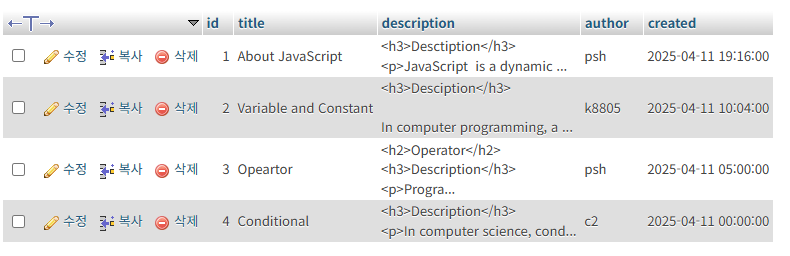 ←T→ id title description author created
수정 복사 삭제 1 About JavaScript <h3>Desctiption</h3> psh 2025-04-11 19:16:00
<p>JavaScript is a dynamic ...
수정 복사 삭제 2 Variable and Constant <h3>Desciption</h3> k8805 2025-04-11 10:04:00
In computer programming, a ...
수정 복사 삭제 3 Opeartor <h2>Operator</h2> psh 2025-04-11 05:00:00
<h3>Description</h3>
<p>Progra...
수정 복사 삭제 4 Conditional <h3>Description</h3> c2 2025-04-11 00:00:00
<p>In computer science, cond...